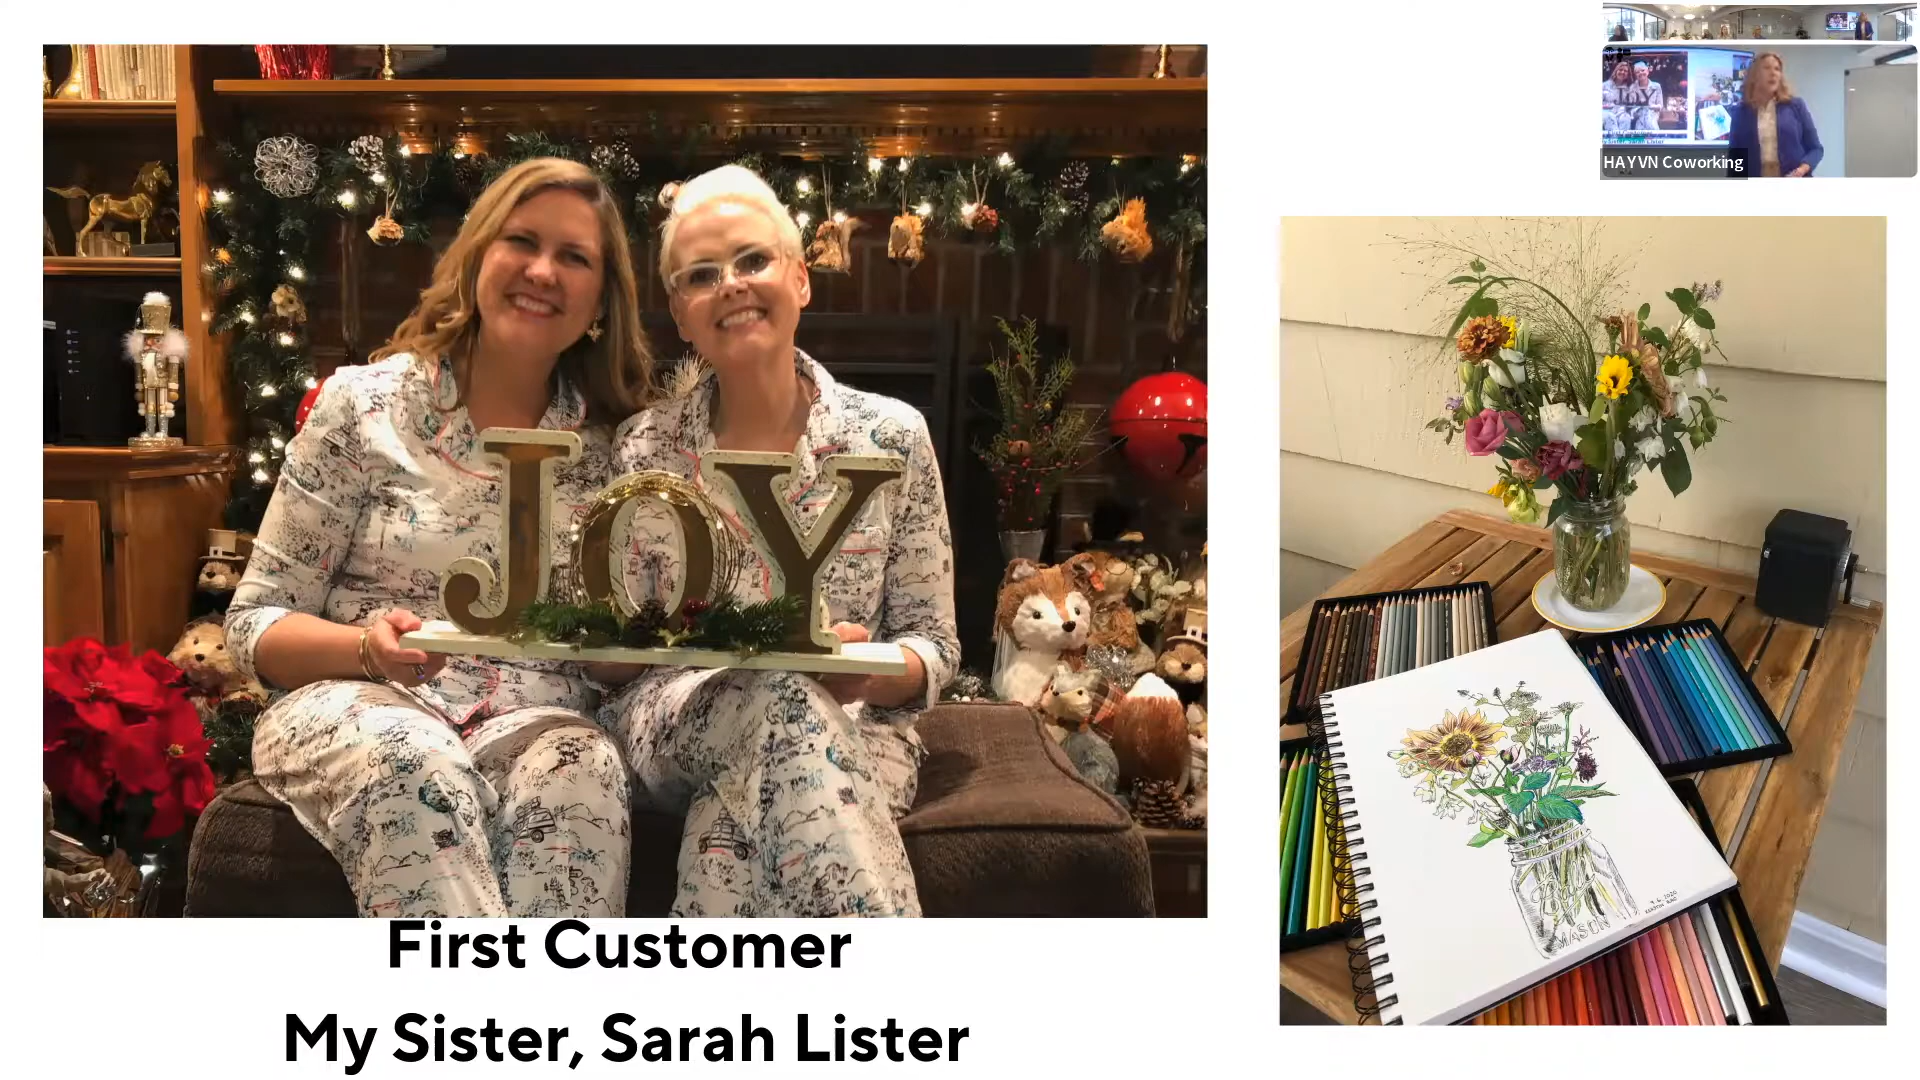 HAYVN Coworking
JOY
MASON
First Customer
My Sister, Sarah Lister